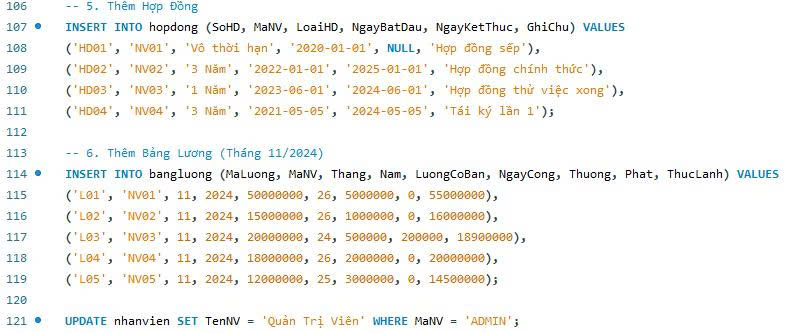 106 -- 5. Thêm Hợp Đồng
107 INSERT INTO hopdong (SoHD, MaNV, LoaiHD, NgayBatDau, NgayKetThuc, GhiChu) VALUES
108 ('HD01', 'NV01', 'Vô thời hạn', '2020-01-01', NULL, 'Hợp đồng sếp'),
109 ('HD02', 'NV02', '3 Năm', '2022-01-01', '2025-01-01', 'Hợp đồng chính thức'),
110 ('HD03', 'NV03', '1 Năm', '2023-06-01', '2024-06-01', 'Hợp đồng thử việc xong'),
111 ('HD04', 'NV04', '3 Năm', '2021-05-05', '2024-05-05', 'Tái ký lần 1');
112
113 -- 6. Thêm Bảng Lương (Tháng 11/2024)
114 INSERT INTO bangluong (MaLuong, MaNV, Thang, Nam, LuongCoBan, NgayCong, Thuong, Phat, ThucLanh) VALUES
115 ('L01', 'NV01', 11, 2024, 50000000, 26, 5000000, 0, 55000000),
116 ('L02', 'NV02', 11, 2024, 15000000, 26, 1000000, 0, 16000000),
117 ('L03', 'NV03', 11, 2024, 20000000, 24, 500000, 200000, 18900000),
118 ('L04', 'NV04', 11, 2024, 18000000, 26, 2000000, 0, 20000000),
119 ('L05', 'NV05', 11, 2024, 12000000, 25, 3000000, 0, 14500000);
120
121 UPDATE nhanvien SET TenNV = 'Quản Trị Viên' WHERE MaNV = 'ADMIN';